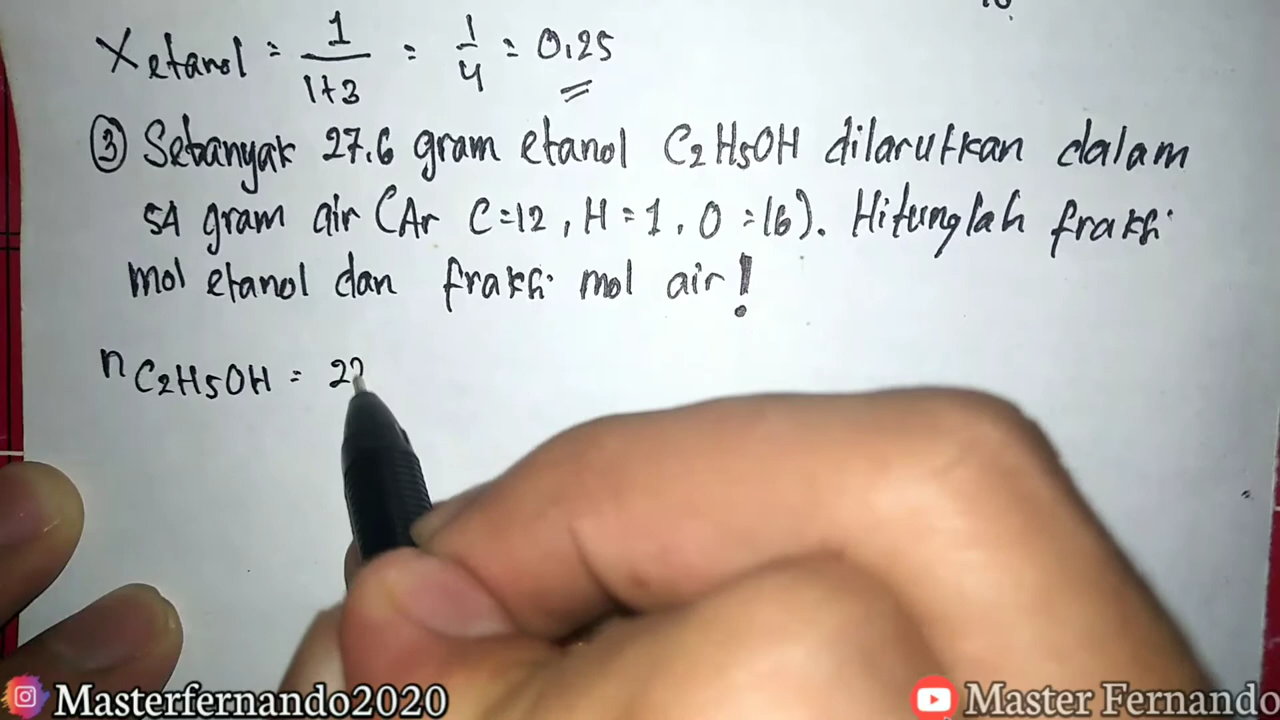 X etanol = 1/1+3 = 1/4 = 0,25
③ Sebanyak 27.6 gram etanol C2H5OH dilarutkan dalam
54 gram air (Ar C=12, H=1, O=16). Hitunglah fraksi
mol etanol dan fraksi mol air!
n C2H5OH = 27
Masterfernando2020
Master Fernando